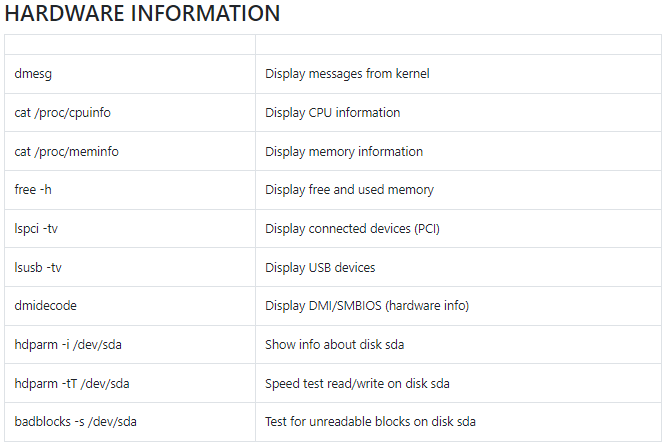 HARDWARE INFORMATION
dmesg Display messages from kernel
cat /proc/cpuinfo Display CPU information
cat /proc/meminfo Display memory information
free -h Display free and used memory
lspci -tv Display connected devices (PCI)
lsusb -tv Display USB devices
dmidecode Display DMI/SMBIOS (hardware info)
hdparm -i /dev/sda Show info about disk sda
hdparm -tT /dev/sda Speed test read/write on disk sda
badblocks -s /dev/sda Test for unreadable blocks on disk sda